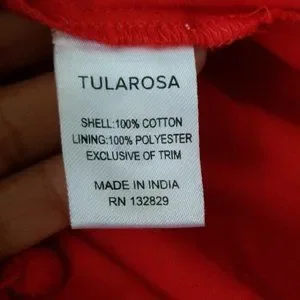 TULAROSA
SHELL:100% COTTON
LINING:100% POLYESTER
EXCLUSIVE OF TRIM
MADE IN INDIA
RN 132829